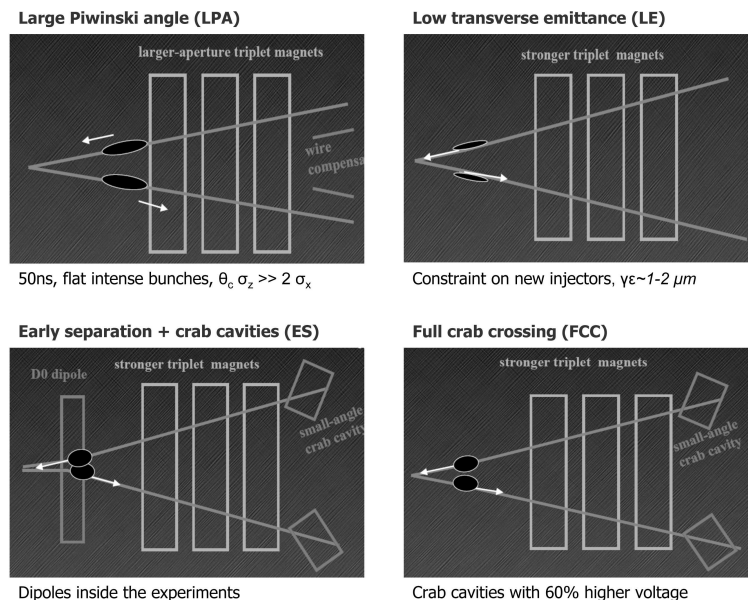 Large Piwinski angle (LPA)
larger-aperture triplet magnets
wire
compensa
50ns, flat intense bunches, θc σz >> 2 σx
Low transverse emittance (LE)
stronger triplet magnets
Constraint on new injectors, γε~1-2 μm
Early separation + crab cavities (ES)
D0 dipole
stronger triplet magnets
small-angle
crab cavity
Dipoles inside the experiments
Full crab crossing (FCC)
stronger triplet magnets
small-angle
crab cavity
Crab cavities with 60% higher voltage